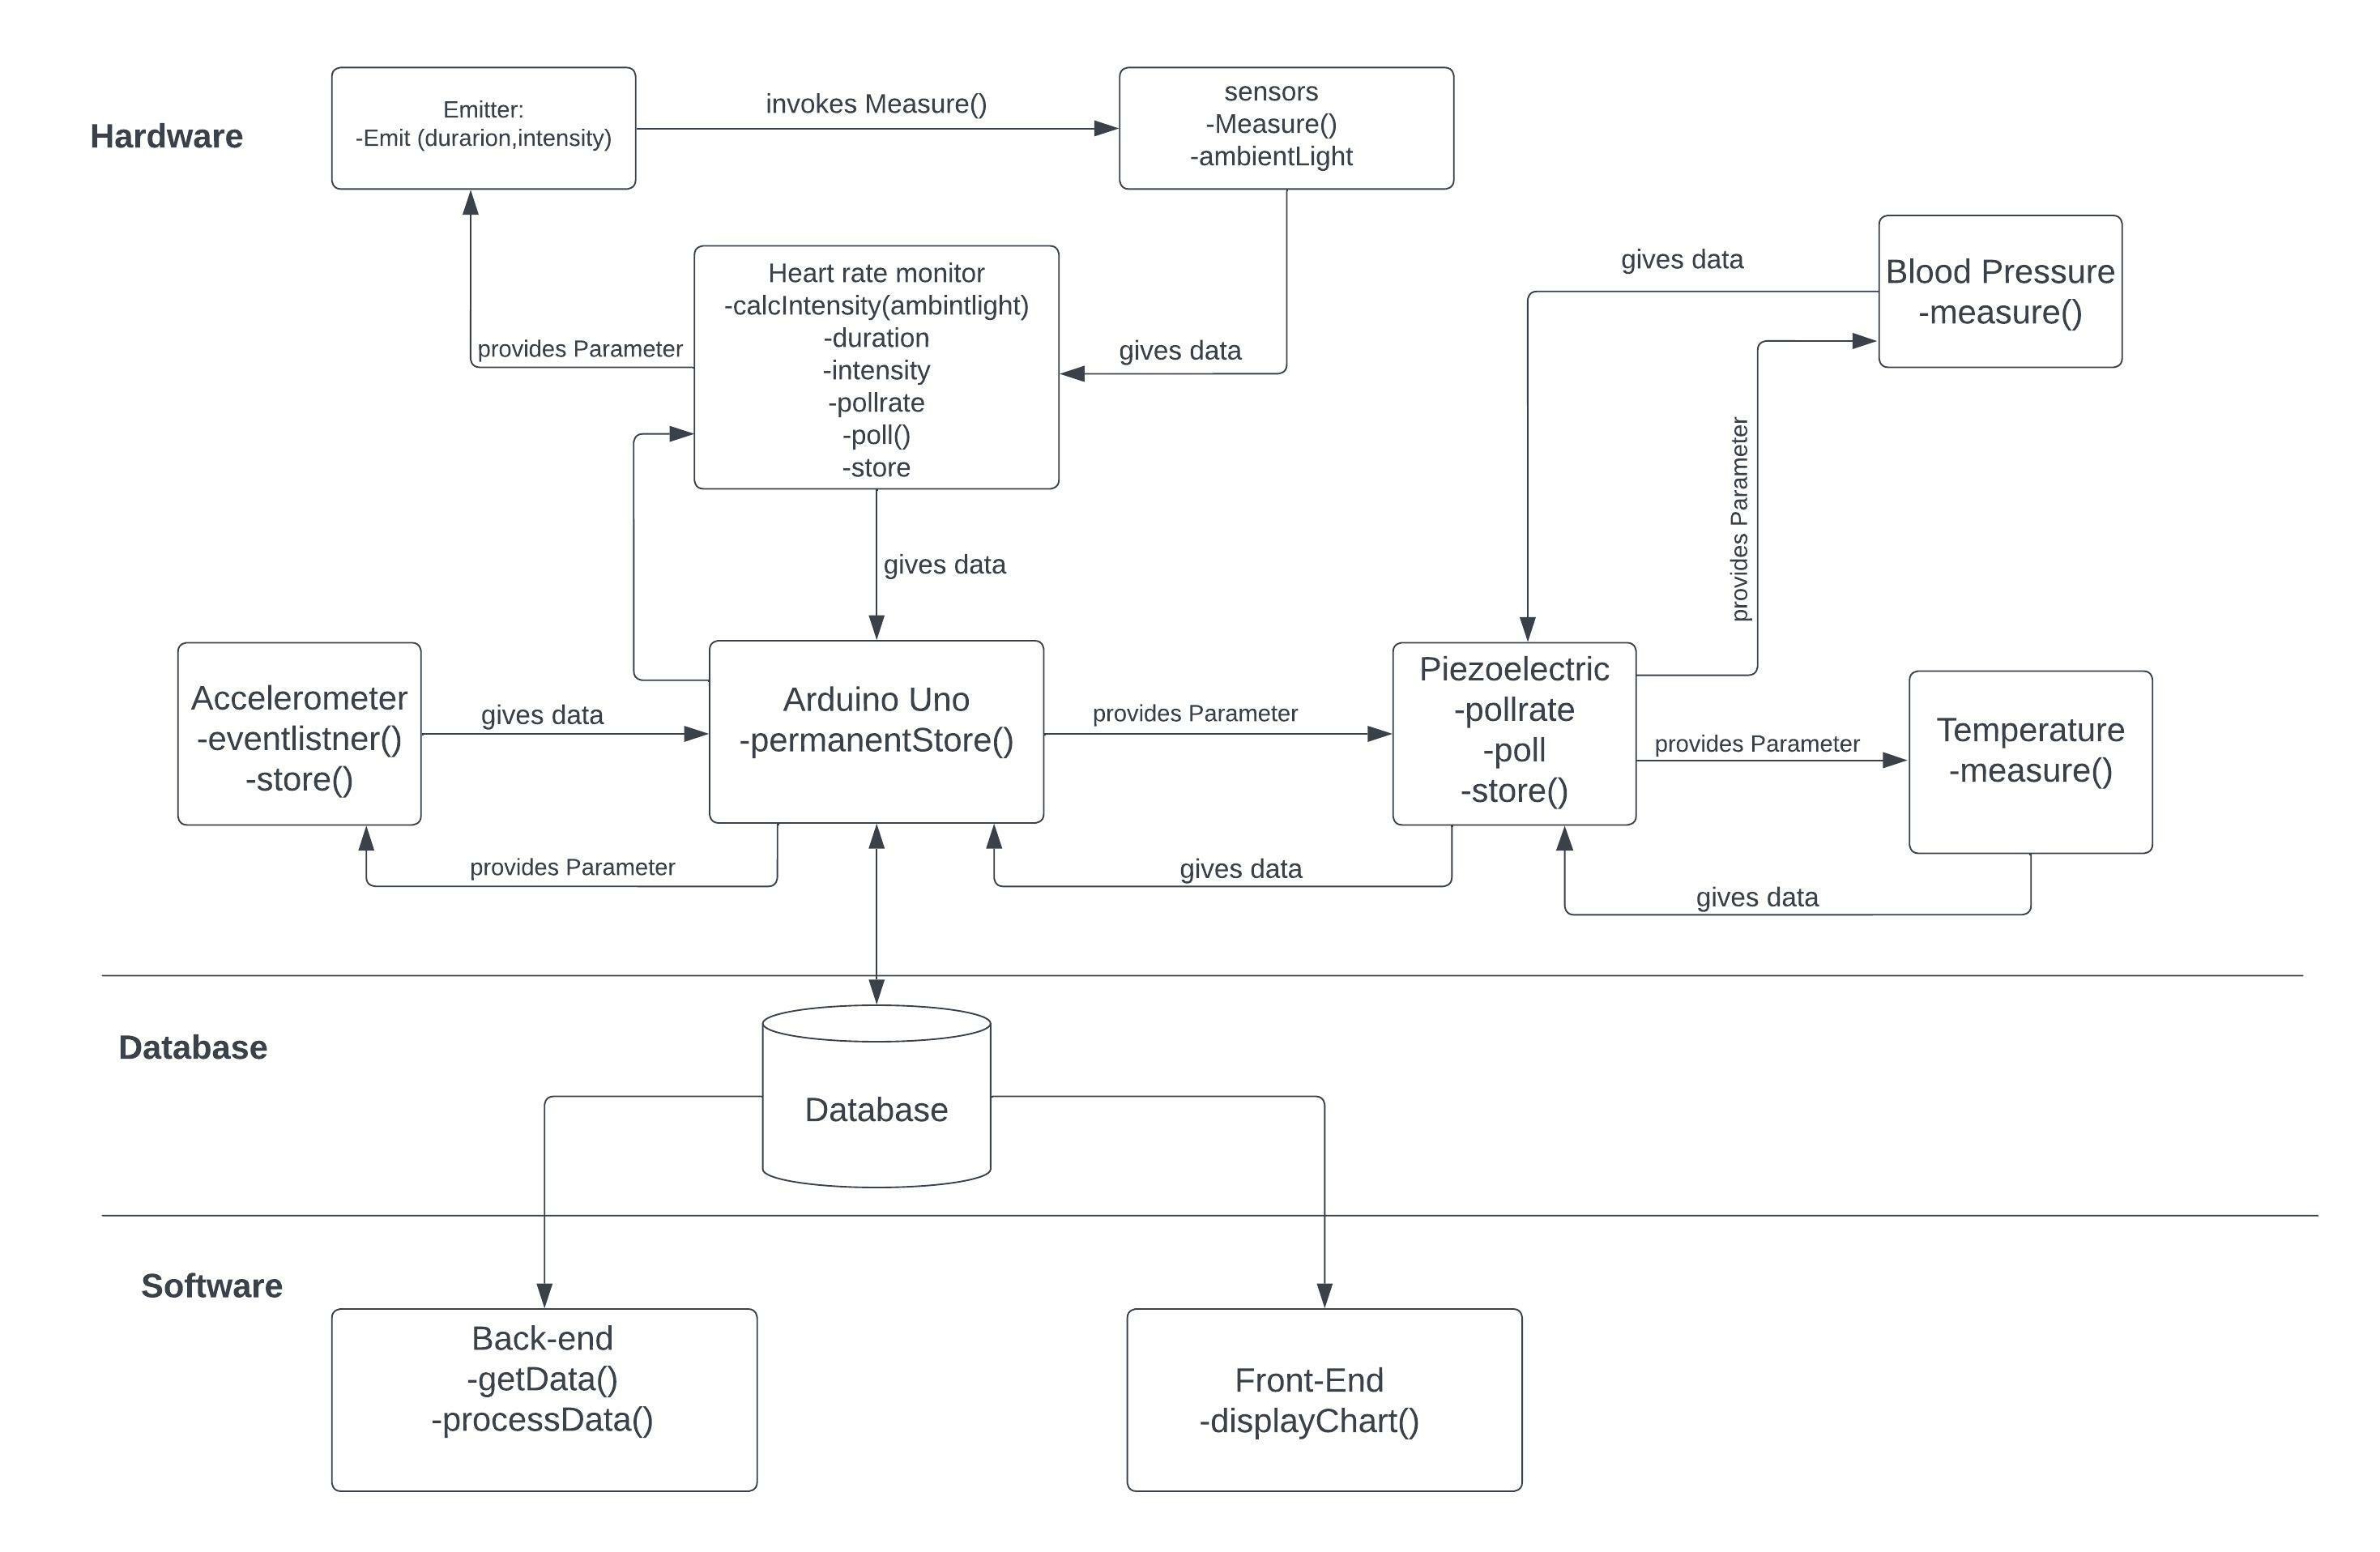 Hardware
Emitter:
-Emit (durarion,intensity)
invokes Measure()
sensors
-Measure()
-ambientLight
provides Parameter
Heart rate monitor
-calcIntensity(ambintlight)
-duration
-intensity
-pollrate
-poll()
-store
gives data
gives data
Blood Pressure
-measure()
provides Parameter
gives data
Accelerometer
-eventlistner()
-store()
gives data
Arduino Uno
-permanentStore()
provides Parameter
Piezoelectric
-pollrate
-poll
-store()
provides Parameter
Temperature
-measure()
provides Parameter
gives data
gives data
Database
Database
Software
Back-end
-getData()
-processData()
Front-End
-displayChart()